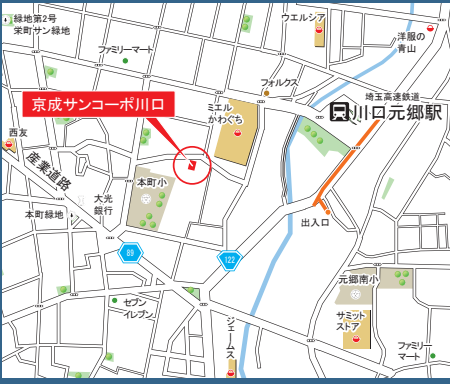 緑地第2号
栄町サン緑地
ウエルシア
洋服の
青山
ファミリーマート
フォルクス
埼玉高速鉄道
川口元郷駅
京成サンコーポ川口
ミエル
かわぐち
西友
産業道路
本町小
大光
銀行
本町緑地
出入口
89
122
元郷南小
セブン
イレブン
サミット
ストア
ジェームス
ファミリー
マート